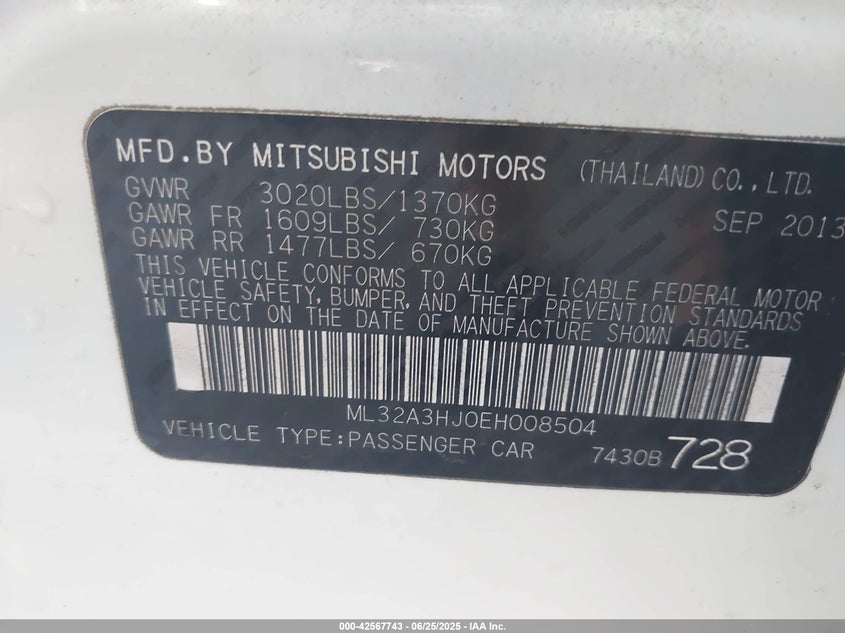 MFD.BY MITSUBISHI MOTORS (THAILAND) CO., LTD.
GVWR 3020LBS/1370KG SEP 2013
GAWR FR 1609LBS/ 730KG
GAWR RR 1477LBS/ 670KG
THIS VEHICLE CONFORMS TO ALL APPLICABLE FEDERAL MOTOR
VEHICLE SAFETY, BUMPER, AND THEFT PREVENTION STANDARDS
IN EFFECT ON THE DATE OF MANUFACTURE SHOWN ABOVE.
ML32A3HJ0EH008504
VEHICLE TYPE:PASSENGER CAR 7430B 728
000-42567743 / 06/25/2025 - IAA Inc.